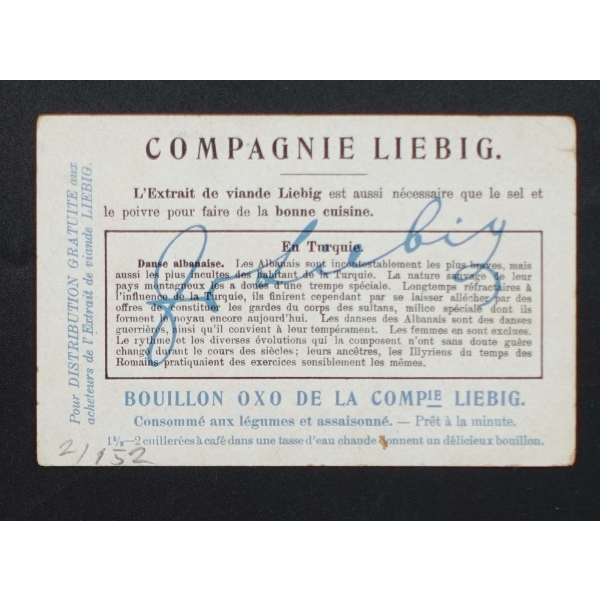 COMPAGNIE LIEBIG.
L'Extrait de viande Liebig est aussi nécessaire que le sel et
le poivre pour faire de la bonne cuisine.
En Turquie.
Danse albanaise. Les Albanais sont incontestablement les plus braves, mais
aussi les plus incultes des habitant de la Turquie. La nature sauvage de leur
pays montagneux les a doués d'une trempe spéciale. Longtemps réfractaires à
l'influence de la Turquie, ils finirent cependant par se laisser allécher par des
offres de constituer les gardes du corps des sultans, milice spéciale dont ils
forment le noyau encore aujourd'hui. Les danses des Albanais sont des danses
guerrières, ainsi qu'il convient à leur tempérament. Les femmes en sont exclues.
Le rythme et les diverses évolutions qui la composent n'ont sans doute guère
changé durant le cours des siècles; leurs ancêtres, les Illyriens du temps des
Romains pratiquaient des exercices sensiblement les mêmes.
BOUILLON OXO DE LA COMPIE LIEBIG.
Consommé aux légumes et assaisonné. — Prêt à la minute.
1½—2 cuillerées à café dans une tasse d'eau chaude donnent un délicieux bouillon.
Pour DISTRIBUTION GRATUITE aux
acheteurs de l'Extrait de viande LIEBIG.
J v Liebig
2/152